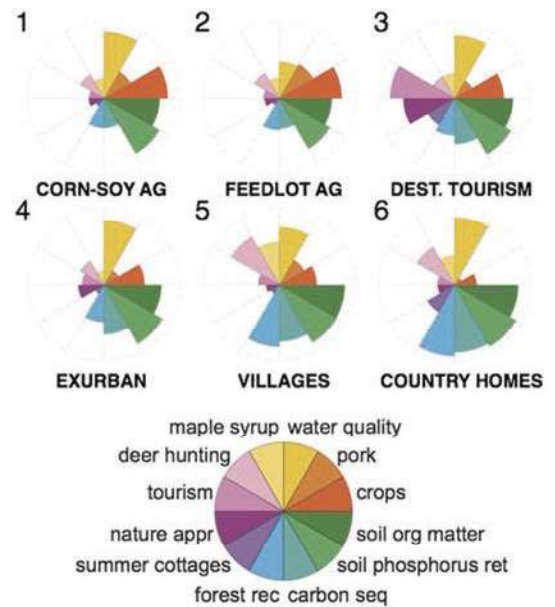 1 2 3
CORN-SOY AG FEEDLOT AG DEST. TOURISM
4 5 6
EXURBAN VILLAGES COUNTRY HOMES
maple syrup water quality
deer hunting pork
tourism crops
nature appr soil org matter
summer cottages soil phosphorus ret
forest rec carbon seq